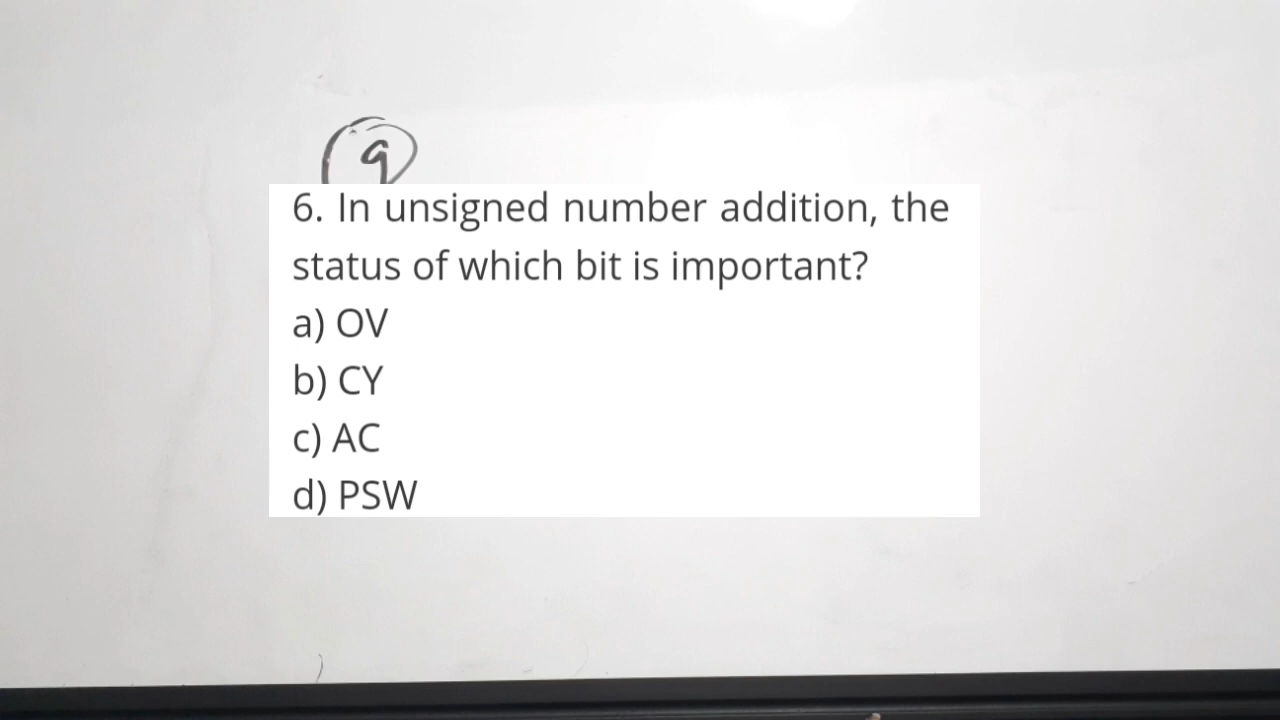 9
6. In unsigned number addition, the
status of which bit is important?
a) OV
b) CY
c) AC
d) PSW